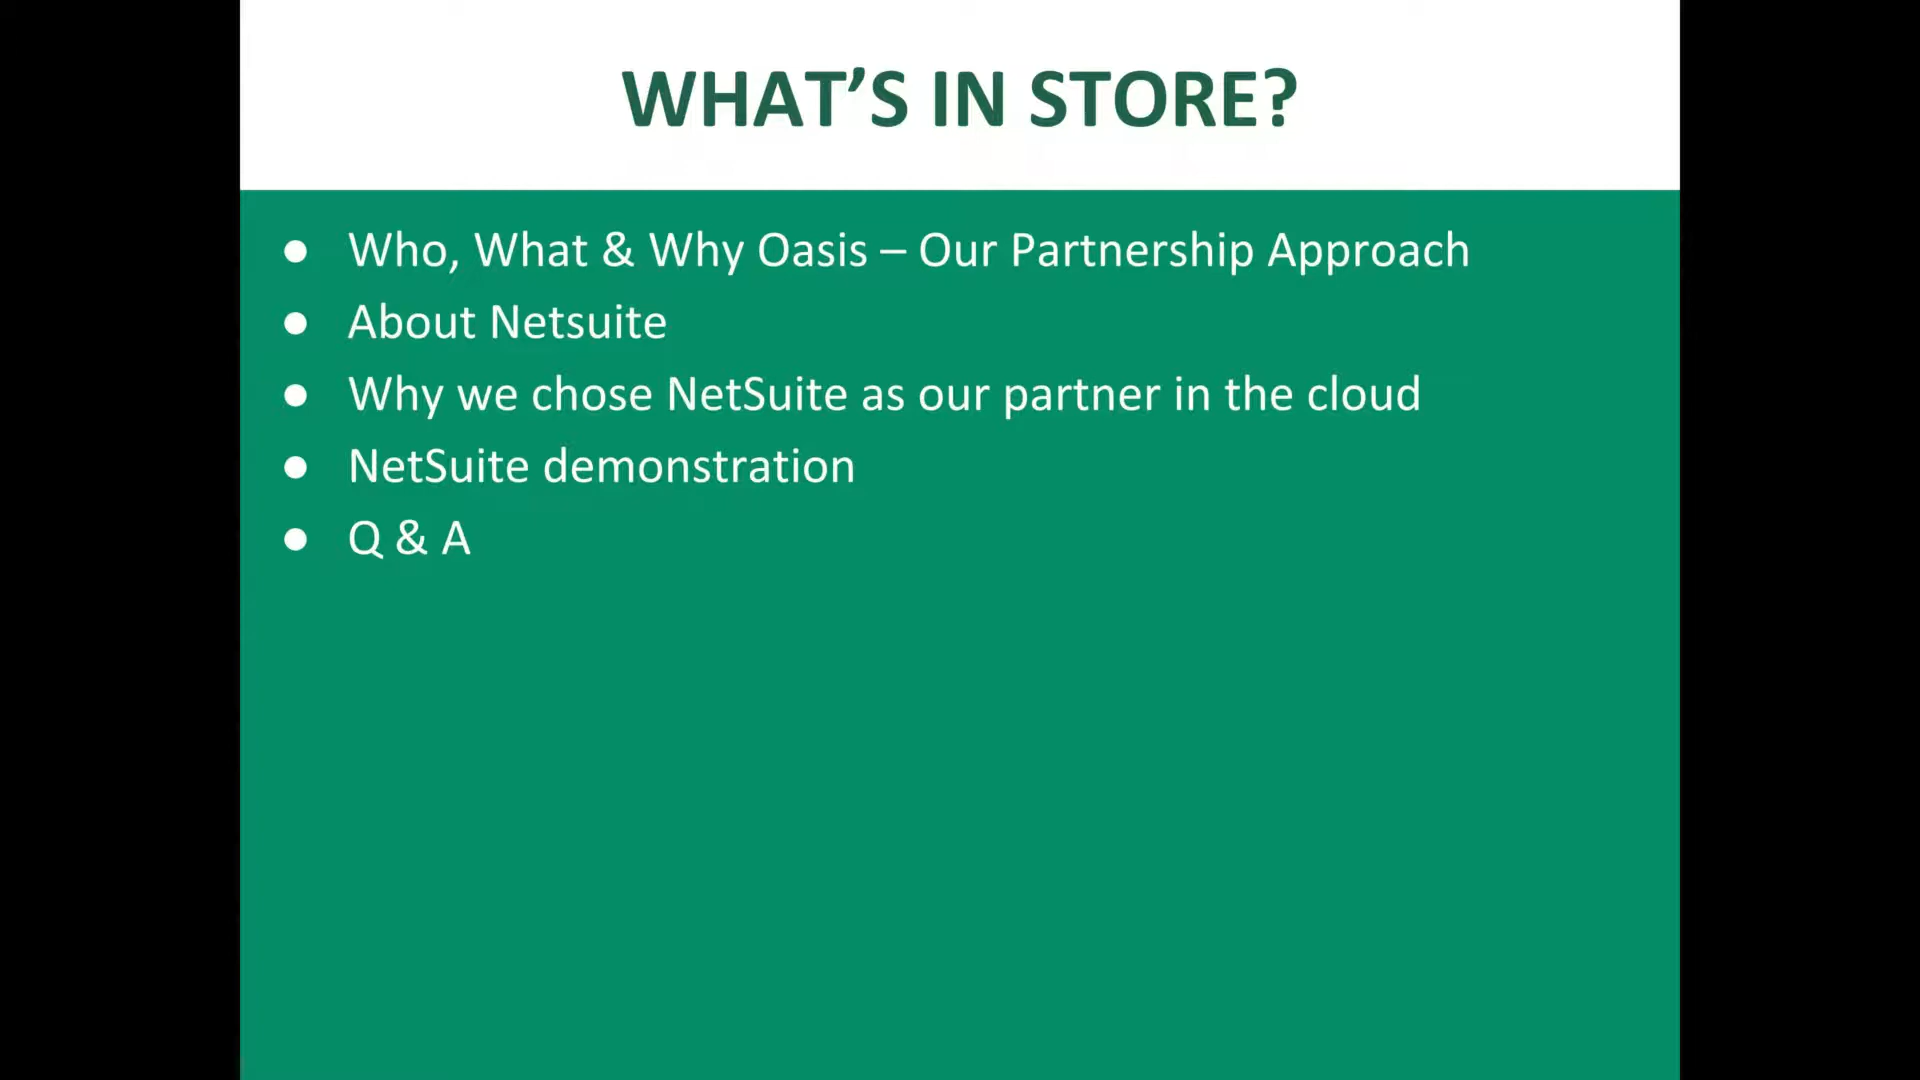 WHAT’S IN STORE?
● Who, What & Why Oasis – Our Partnership Approach
● About Netsuite
● Why we chose NetSuite as our partner in the cloud
● NetSuite demonstration
● Q & A